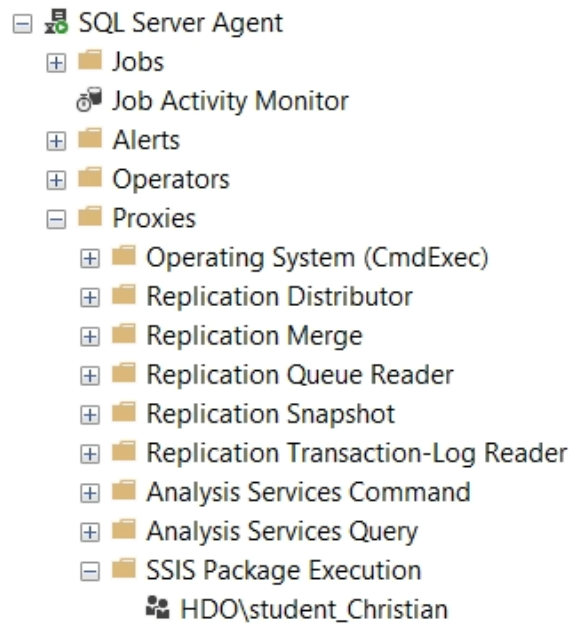 SQL Server Agent
Jobs
Job Activity Monitor
Alerts
Operators
Proxies
Operating System (CmdExec)
Replication Distributor
Replication Merge
Replication Queue Reader
Replication Snapshot
Replication Transaction-Log Reader
Analysis Services Command
Analysis Services Query
SSIS Package Execution
HDO\student_Christian